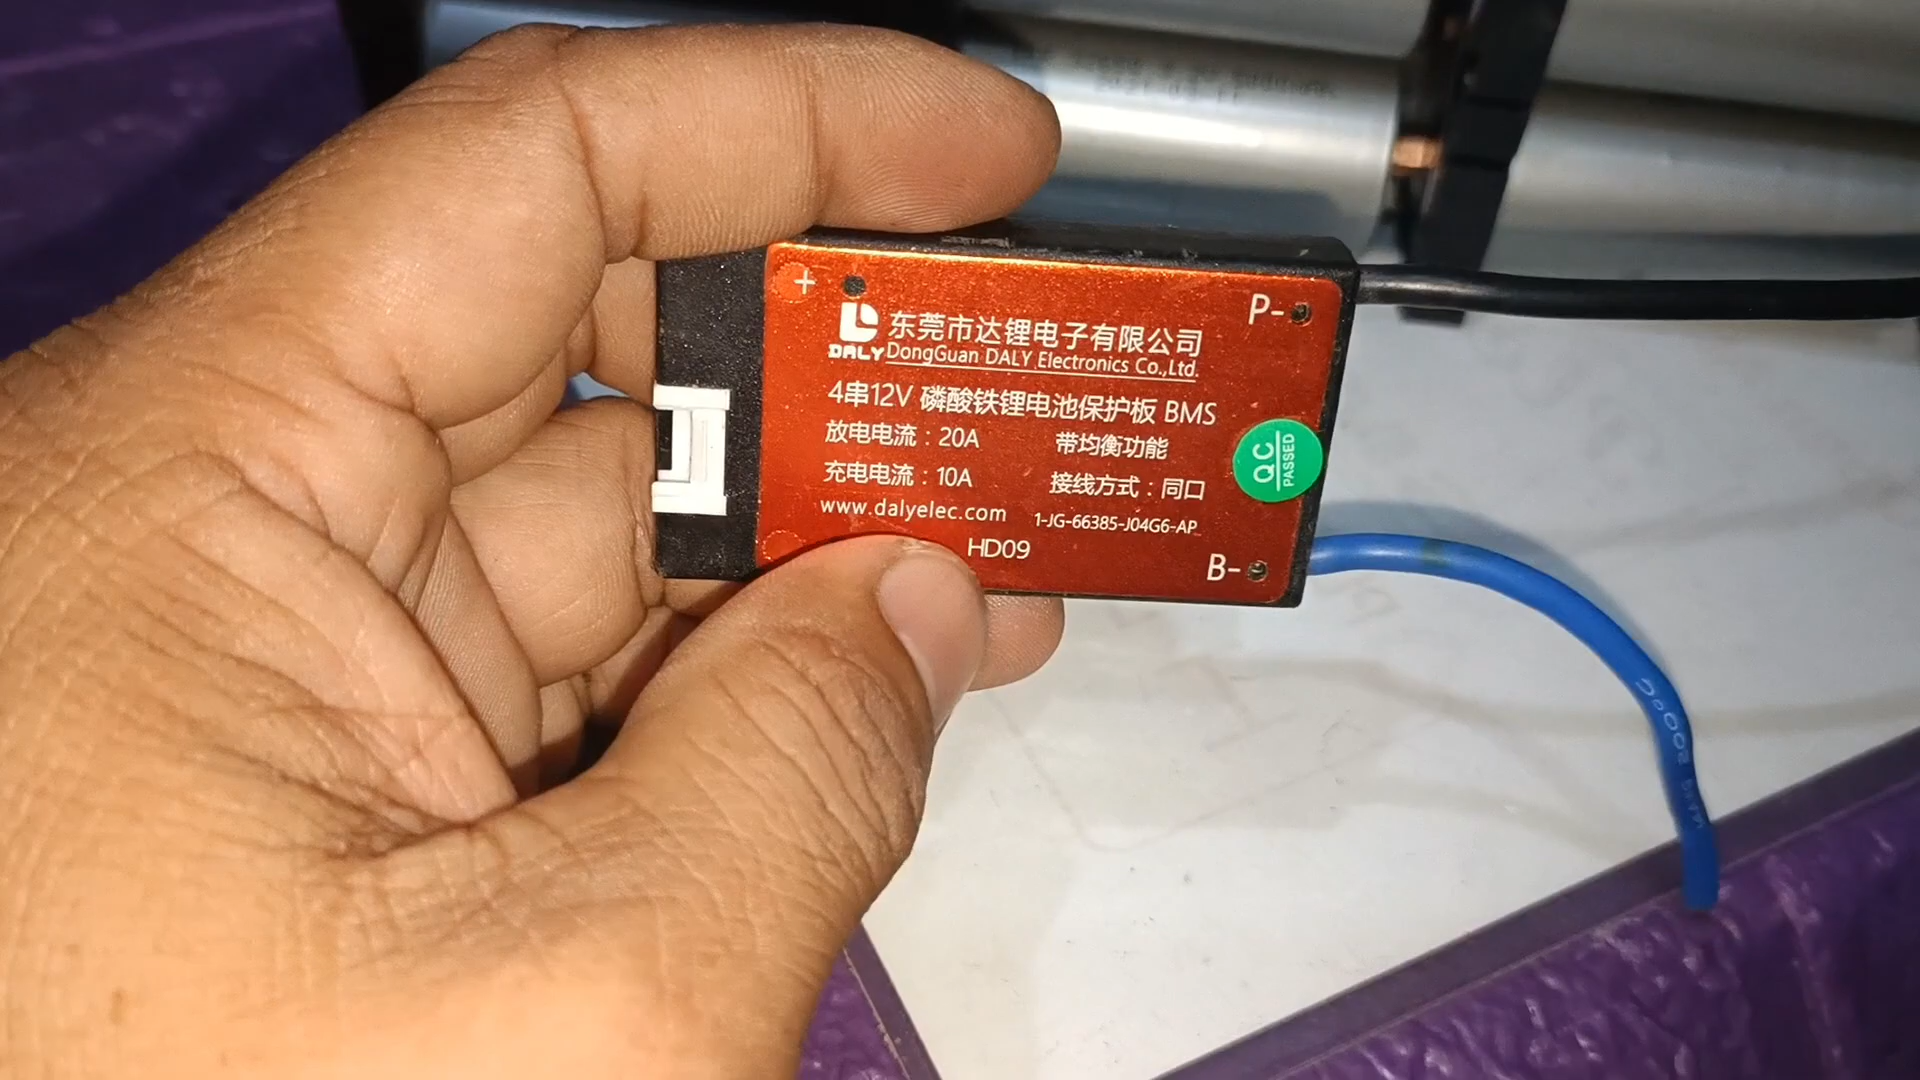 +
P-
东莞市达锂电子有限公司
DALY DongGuan DALY Electronics Co.,Ltd.
4串12V 磷酸铁锂电池保护板 BMS
放电电流：20A 带均衡功能
充电电流：10A 接线方式：同口
www.dalyelec.com 1-JG-66385-J04G6-AP
HD09
B-
QC
PASSED
200°C